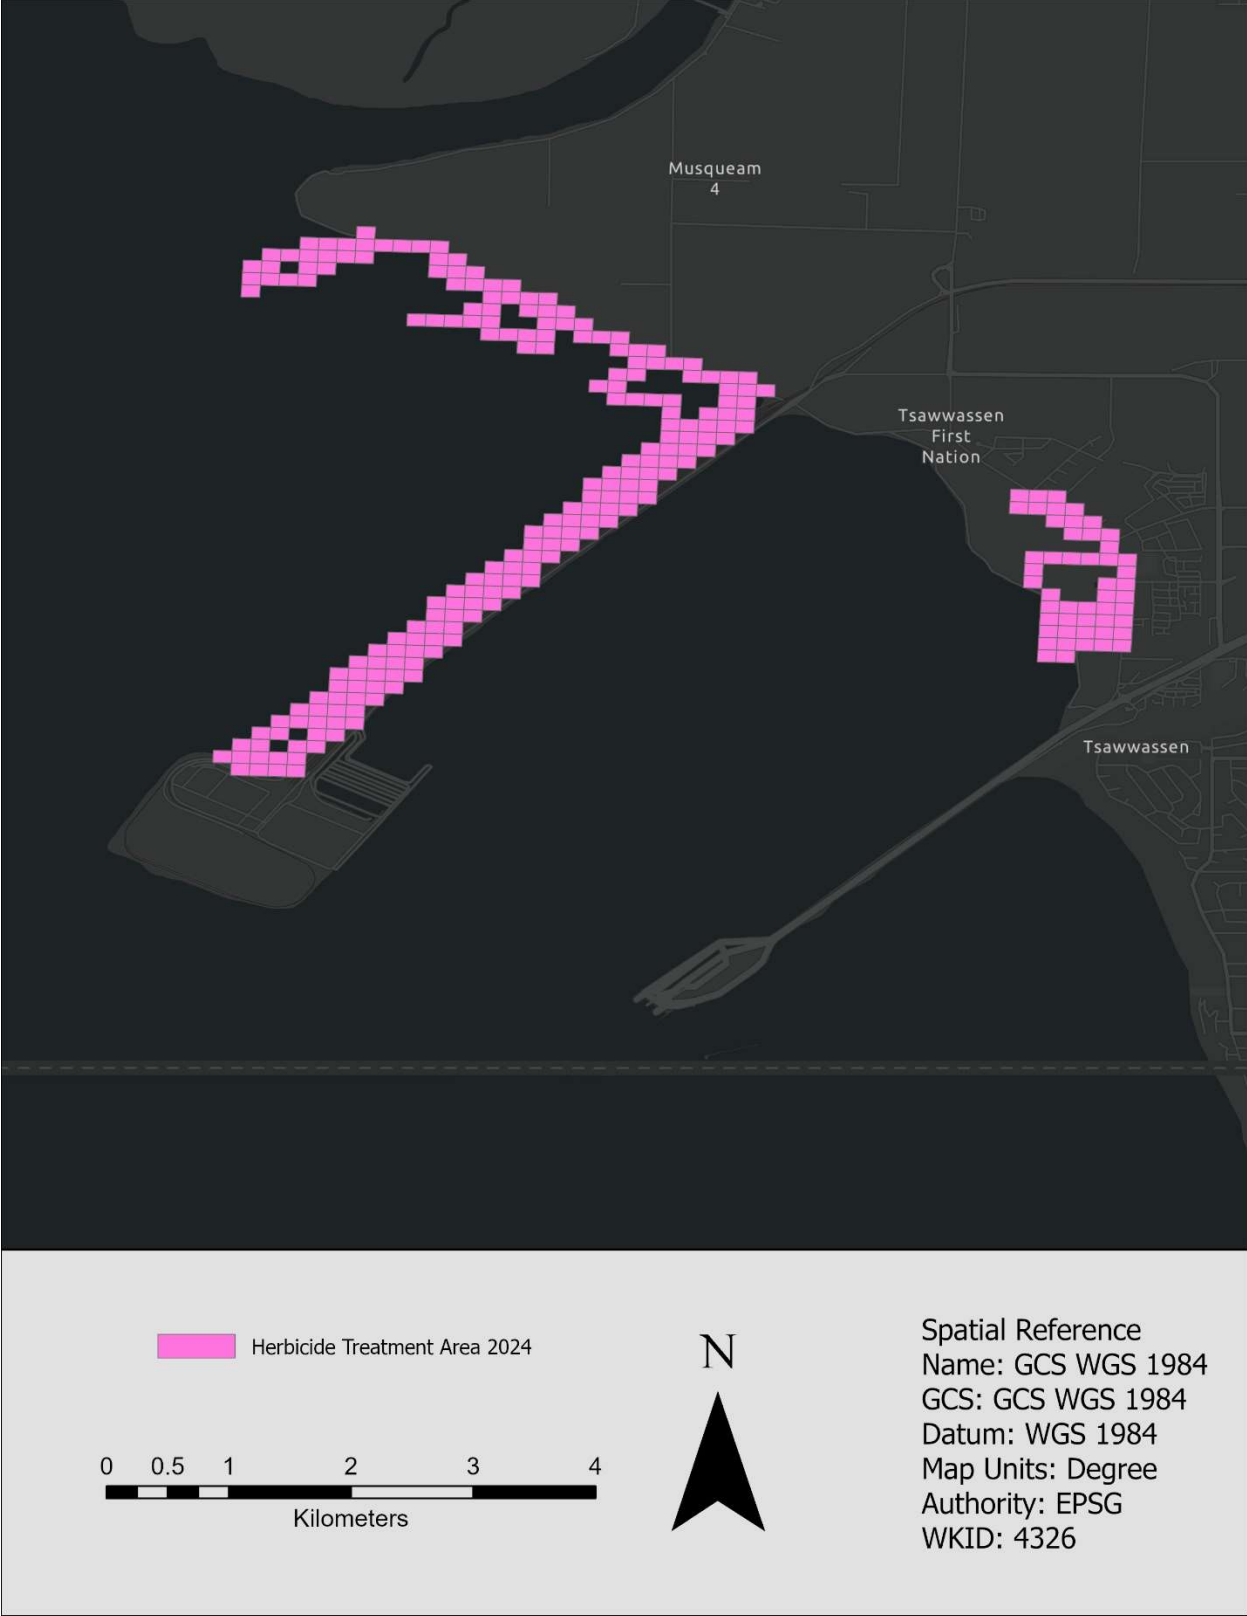 Musqueam
4
Tsawwassen
First
Nation
Tsawwassen
Herbicide Treatment Area 2024
N
0 0.5 1 2 3 4
Kilometers
Spatial Reference
Name: GCS WGS 1984
GCS: GCS WGS 1984
Datum: WGS 1984
Map Units: Degree
Authority: EPSG
WKID: 4326